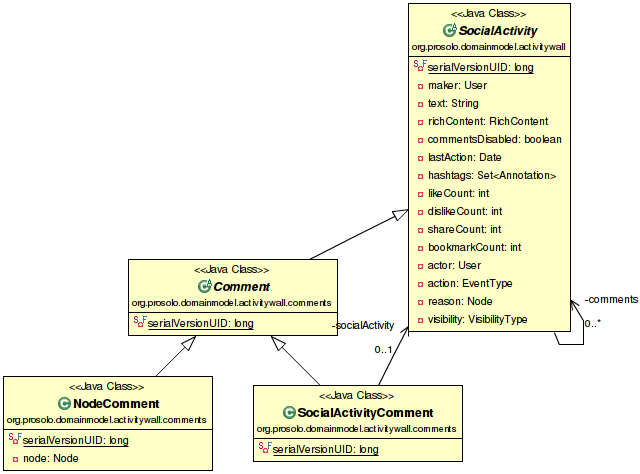 <<Java Class>>
SocialActivity
org.prosolo.domainmodel.activitywall
serialVersionUID: long
maker: User
text: String
richContent: RichContent
commentsDisabled: boolean
lastAction: Date
hashtags: Set<Annotation>
likeCount: int
dislikeCount: int
shareCount: int
bookmarkCount: int
actor: User
action: EventType
reason: Node
visibility: VisibilityType
-comments
0..*
<<Java Class>>
Comment
org.prosolo.domainmodel.activitywall.comments
serialVersionUID: long
-socialActivity
0..1
<<Java Class>>
NodeComment
org.prosolo.domainmodel.activitywall.comments
serialVersionUID: long
node: Node
<<Java Class>>
SocialActivityComment
org.prosolo.domainmodel.activitywall.comments
serialVersionUID: long